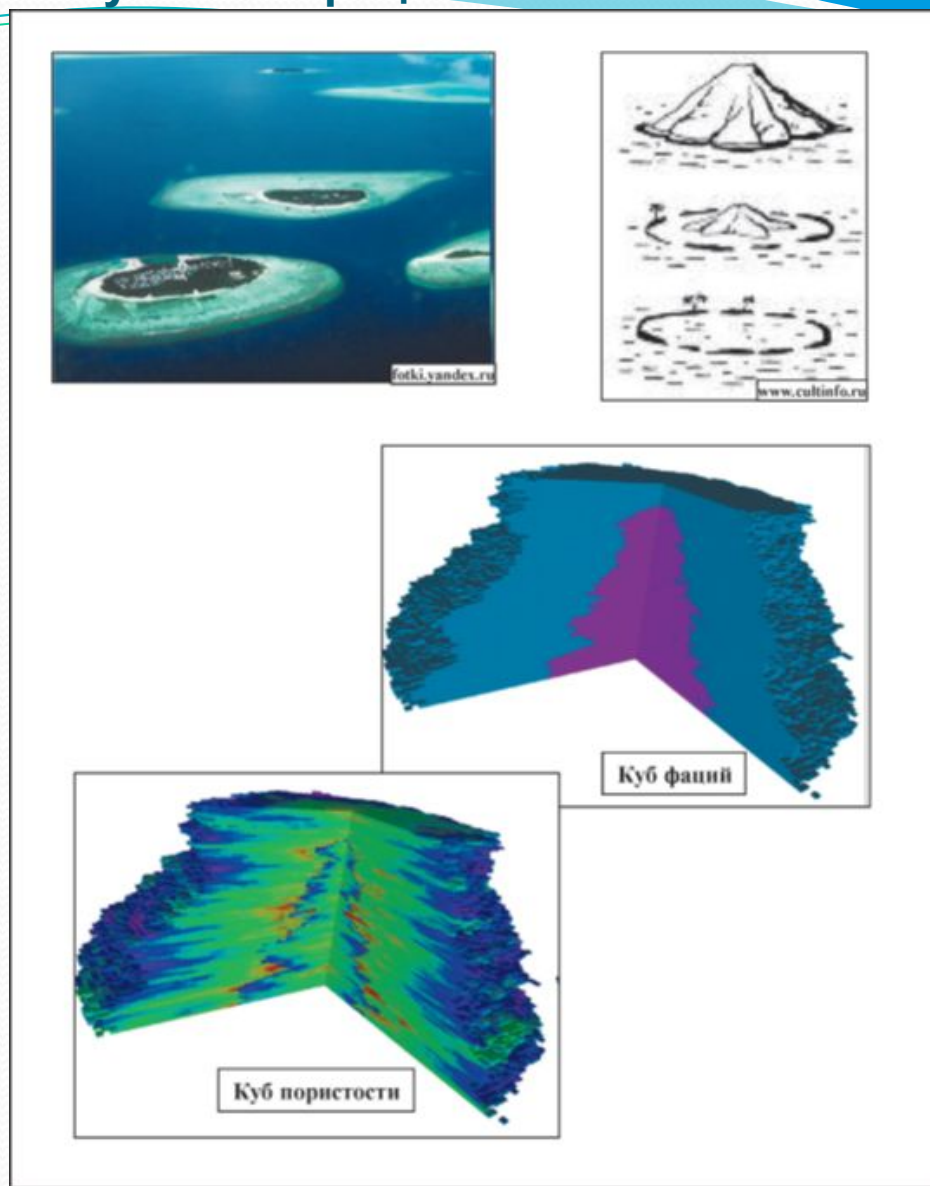 fotki.yandex.ru
www.cultinfo.ru
Куб фаций
Куб пористости